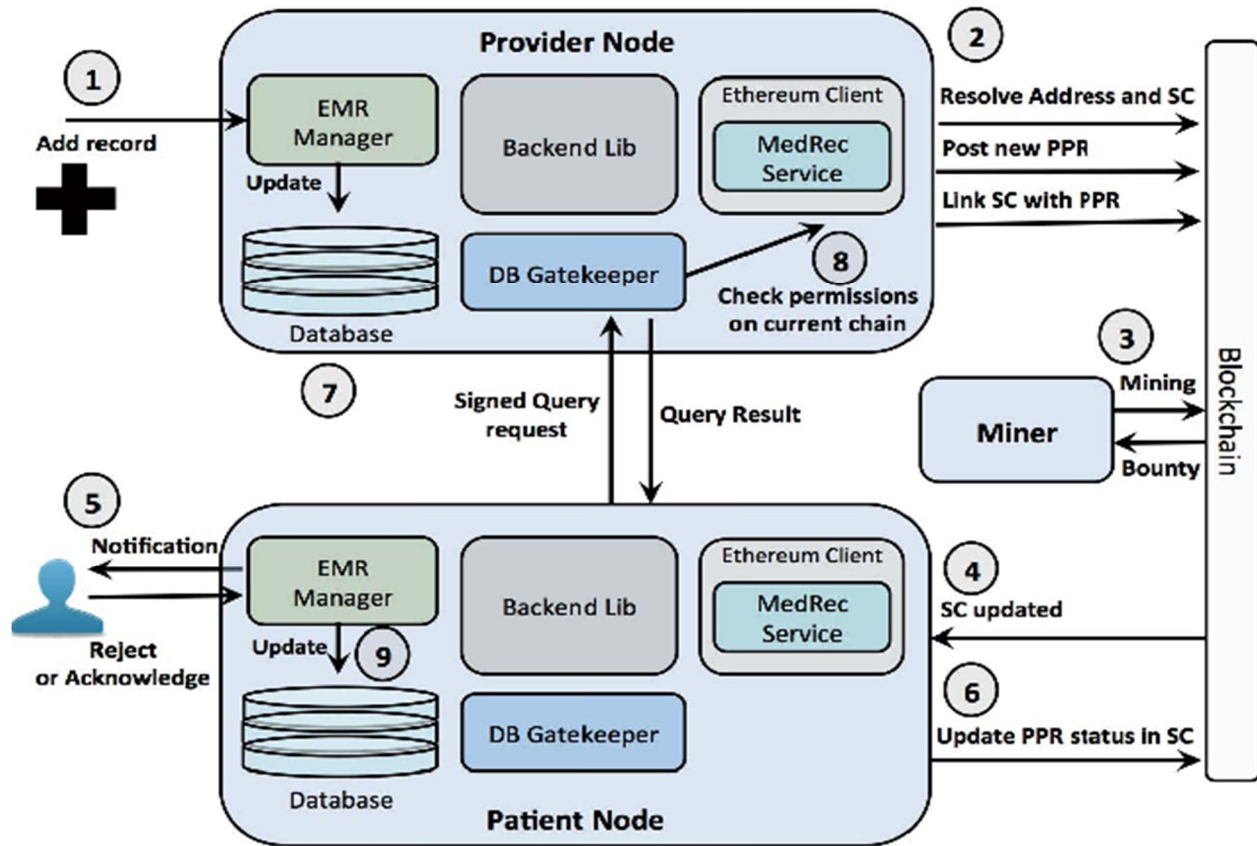 Provider Node
1
Add record
EMR
Manager
Update
Database
Backend Lib
Ethereum Client
MedRec
Service
DB Gatekeeper
8
Check permissions
on current chain
2
Resolve Address and SC
Post new PPR
Link SC with PPR
Blockchain
3
Mining
Miner
Bounty
7
Signed Query
request
Query Result
5
Notification
Reject
or Acknowledge
EMR
Manager
Update
9
Database
Backend Lib
Ethereum Client
MedRec
Service
DB Gatekeeper
Patient Node
4
SC updated
6
Update PPR status in SC